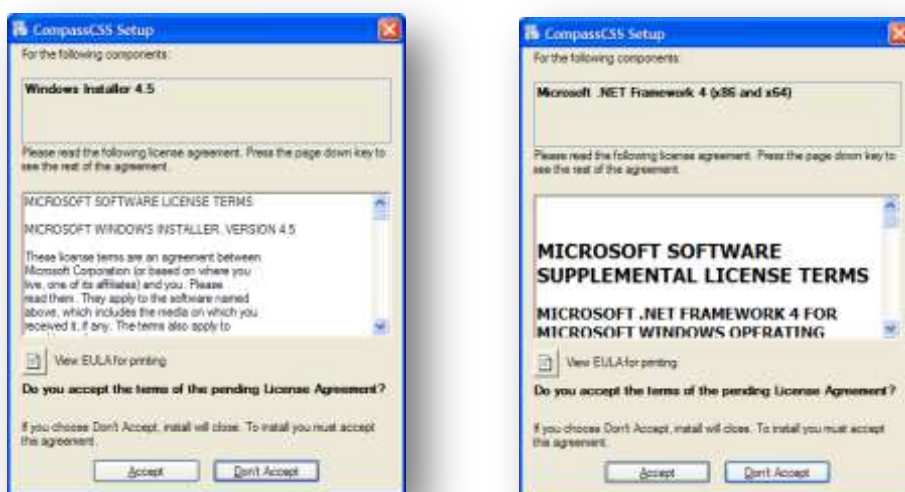 CompassCSS Setup
For the following components:
Windows Installer 4.5
Please read the following license agreement. Press the page down key to
see the rest of the agreement.
MICROSOFT SOFTWARE LICENSE TERMS
MICROSOFT WINDOWS INSTALLER, VERSION 4.5
These license terms are an agreement between
Microsoft Corporation (or based on where you
live, one of its affiliates) and you. Please
read them. They apply to the software named
above, which includes the media on which you
received it, if any. The terms also apply to
View EULA for printing
Do you accept the terms of the pending License Agreement?
If you choose Don't Accept, install will close. To install you must accept
this agreement.
Accept
Don't Accept
CompassCSS Setup
For the following components:
Microsoft .NET Framework 4 (x86 and x64)
Please read the following license agreement. Press the page down key to
see the rest of the agreement.
MICROSOFT SOFTWARE
SUPPLEMENTAL LICENSE TERMS
MICROSOFT .NET FRAMEWORK 4 FOR
MICROSOFT WINDOWS OPERATING
View EULA for printing
Do you accept the terms of the pending License Agreement?
If you choose Don't Accept, install will close. To install you must accept
this agreement.
Accept
Don't Accept